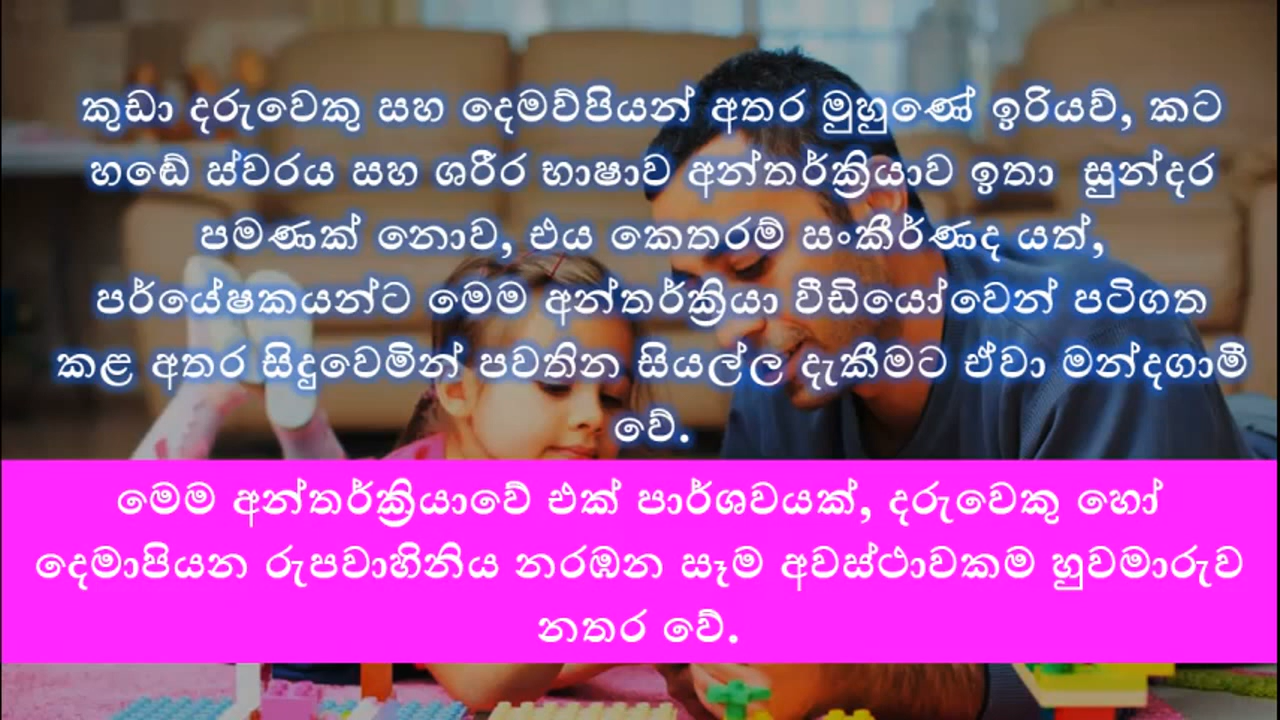 කුඩා දරුවෙකු සහ දෙමව්පියන් අතර මුහුණේ ඉරියව්, කට
හඬේ ස්වරය සහ ශරීර භාෂාව අන්තර්ක්‍රියාව ඉතා සුන්දර
පමණක් නොව, එය කෙතරම් සංකීර්ණද යත්,
පර්යේෂකයන්ට මෙම අන්තර්ක්‍රියා වීඩියෝවෙන් පටිගත
කළ අතර සිදුවෙමින් පවතින සියල්ල දැකීමට ඒවා මන්දගාමී
වේ.
මෙම අන්තර්ක්‍රියාවේ එක් පාර්ශවයක්, දරුවෙකු හෝ
දෙමාපියන රුපවාහිනිය නරඹන සෑම අවස්ථාවකම හුවමාරුව
නතර වේ.